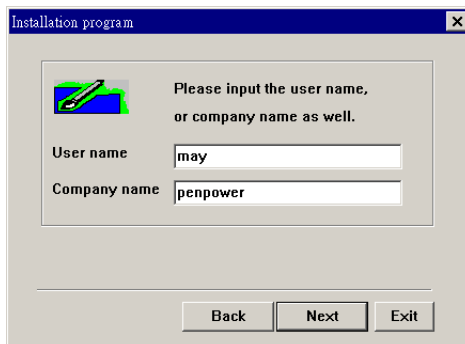 Installation program
Please input the user name,
or company name as well.
User name
may
Company name
penpower
Back
Next
Exit